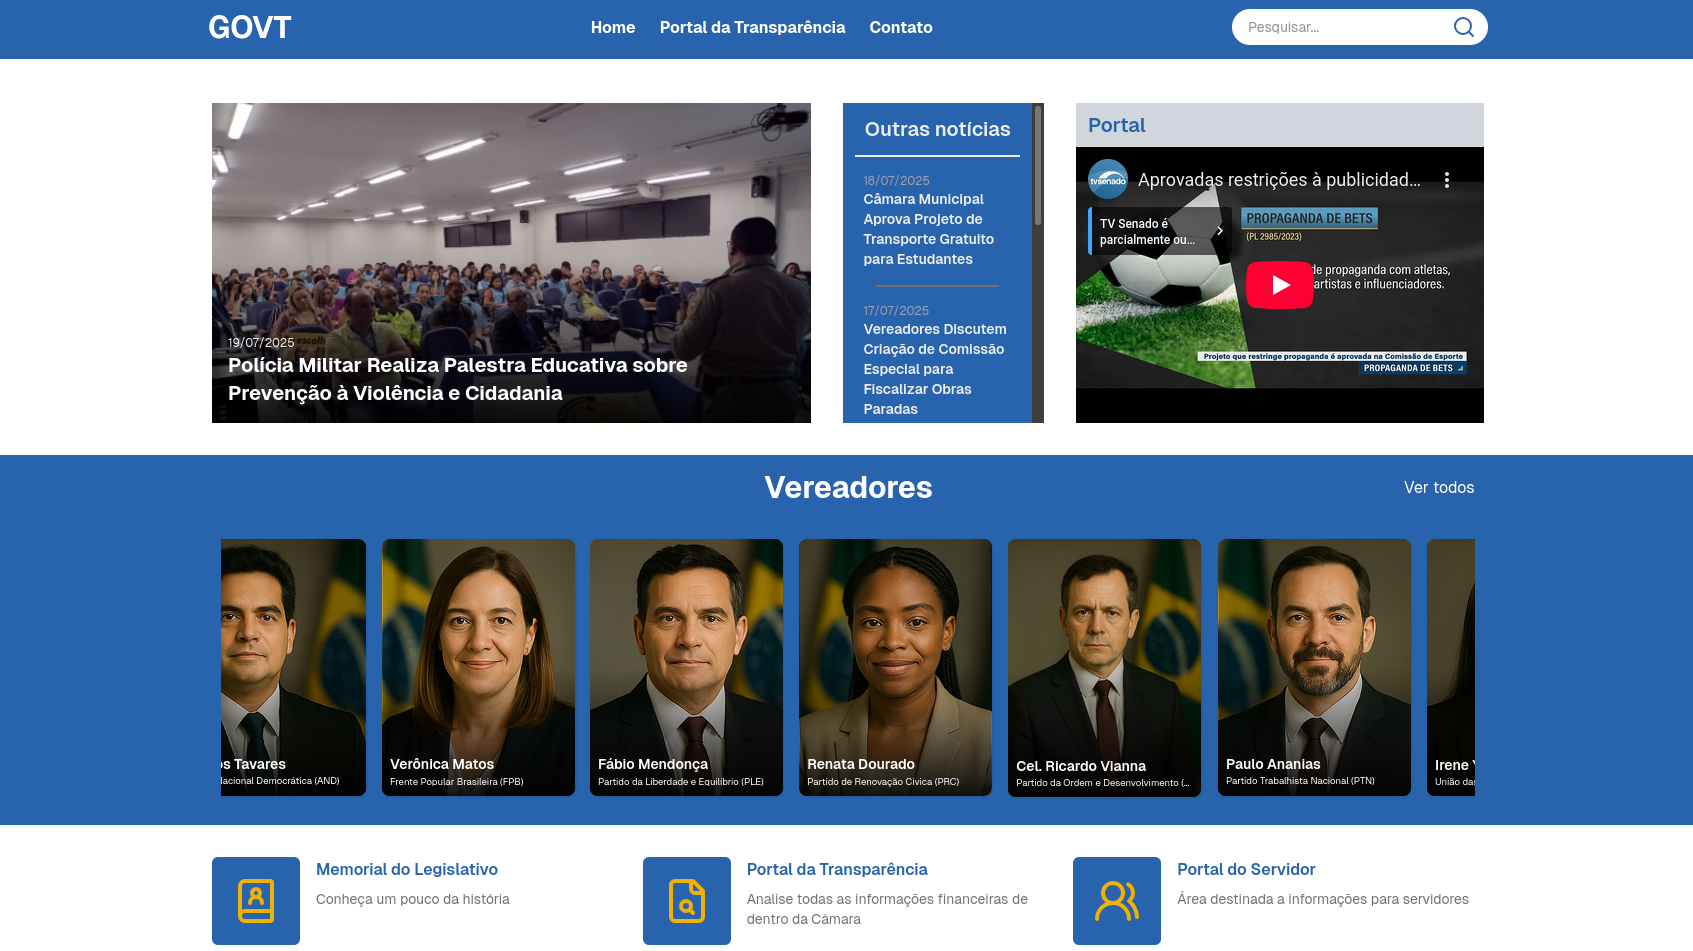 GOVT
Home
Portal da Transparência
Contato
Pesquisar...
19/07/2025
Polícia Militar Realiza Palestra Educativa sobre
Prevenção à Violência e Cidadania
Outras notícias
18/07/2025
Câmara Municipal
Aprova Projeto de
Transporte Gratuito
para Estudantes
17/07/2025
Vereadores Discutem
Criação de Comissão
Especial para
Fiscalizar Obras
Paradas
Portal
tvsenado
Aprovadas restrições à publicidad...
TV Senado é
parcialmente ou...
PROPAGANDA DE BETS
(PL 2985/2023)
de propaganda com atletas,
artistas e influenciadores.
Projeto que restringe propaganda é aprovada na Comissão de Esporte
PROPAGANDA DE BETS
Vereadores
Ver todos
os Tavares
Nacional Democrática (AND)
Verônica Matos
Frente Popular Brasileira (FPB)
Fábio Mendonça
Partido da Liberdade e Equilíbrio (PLE)
Renata Dourado
Partido de Renovação Cívica (PRC)
Cel. Ricardo Vianna
Partido da Ordem e Desenvolvimento (...
Paulo Ananias
Partido Trabalhista Nacional (PTN)
Irene
União das
Memorial do Legislativo
Conheça um pouco da história
Portal da Transparência
Analise todas as informações financeiras de
dentro da Câmara
Portal do Servidor
Área destinada a informações para servidores